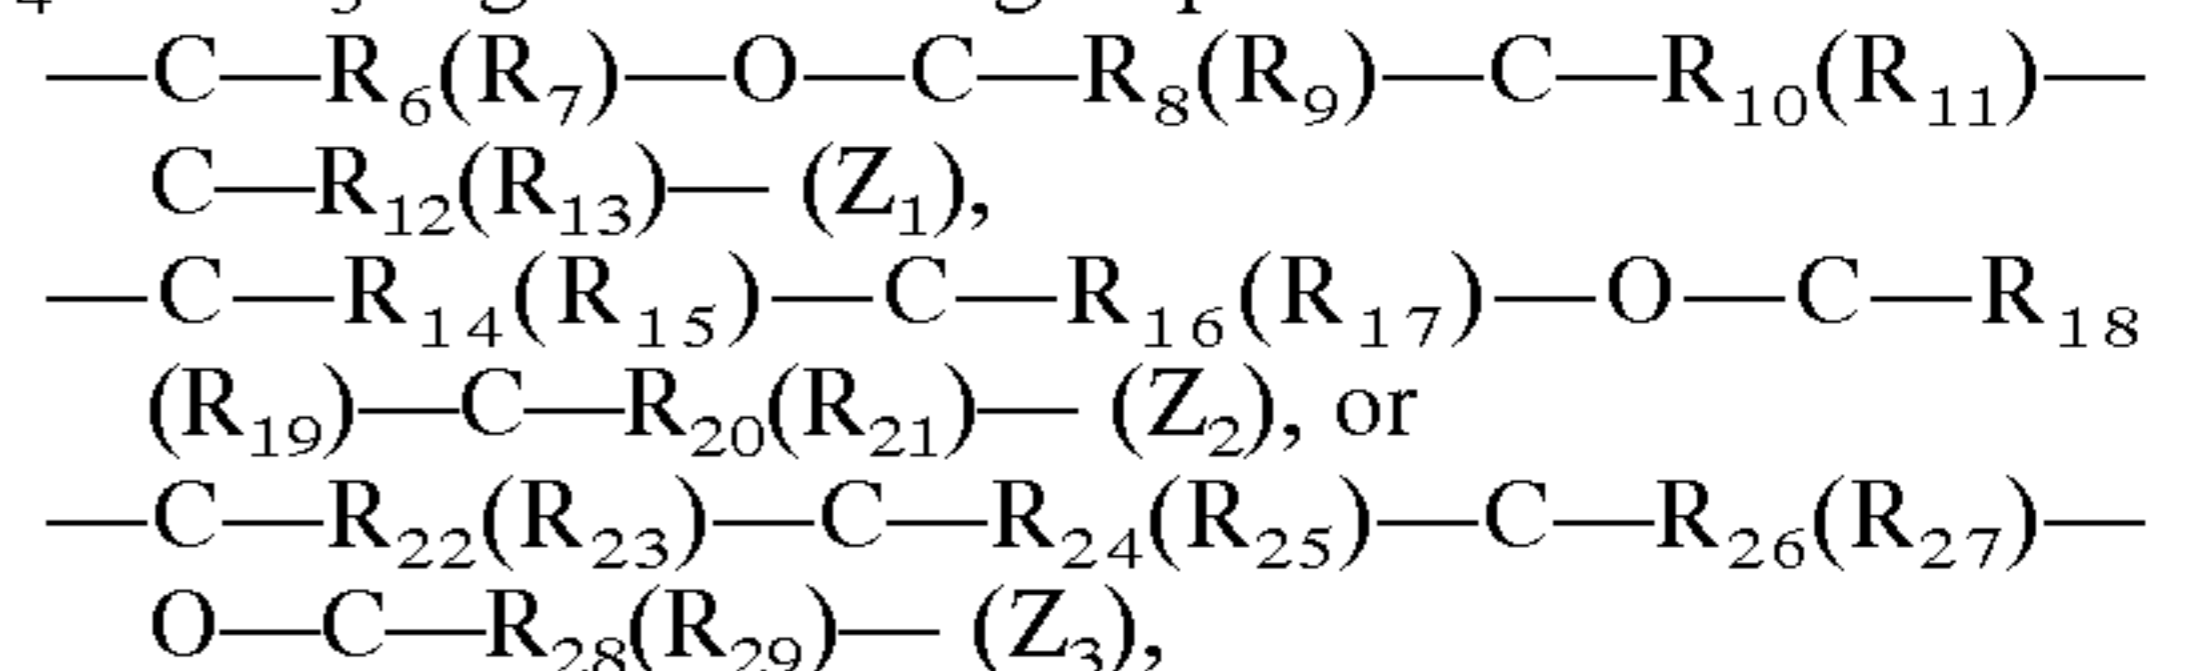 —C—R₆(R₇)—O—C—R₈(R₉)—C—R₁₀(R₁₁)—
C—R₁₂(R₁₃)— (Z₁),
—C—R₁₄(R₁₅)—C—R₁₆(R₁₇)—O—C—R₁₈
(R₁₉)—C—R₂₀(R₂₁)— (Z₂), or
—C—R₂₂(R₂₃)—C—R₂₄(R₂₅)—C—R₂₆(R₂₇)—
O—C—R₂₈(R₂₉)— (Z₃),